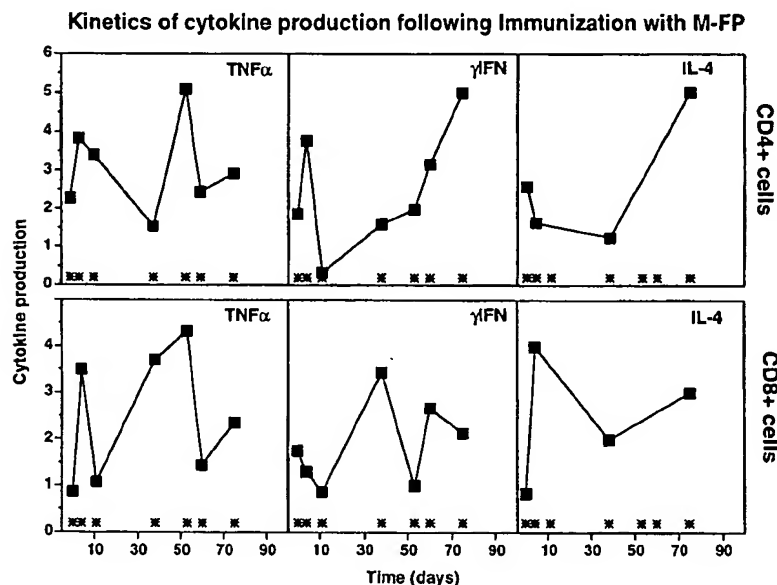 Kinetics of cytokine production following Immunization with M-FP
TNFα γIFN IL-4
6
5
4
3
2
1
0
CD4+ cells
Cytokine production
TNFα γIFN IL-4
4
3
2
1
0
CD8+ cells
10 30 50 70 90 10 30 50 70 90 10 30 50 70 90
Time (days)